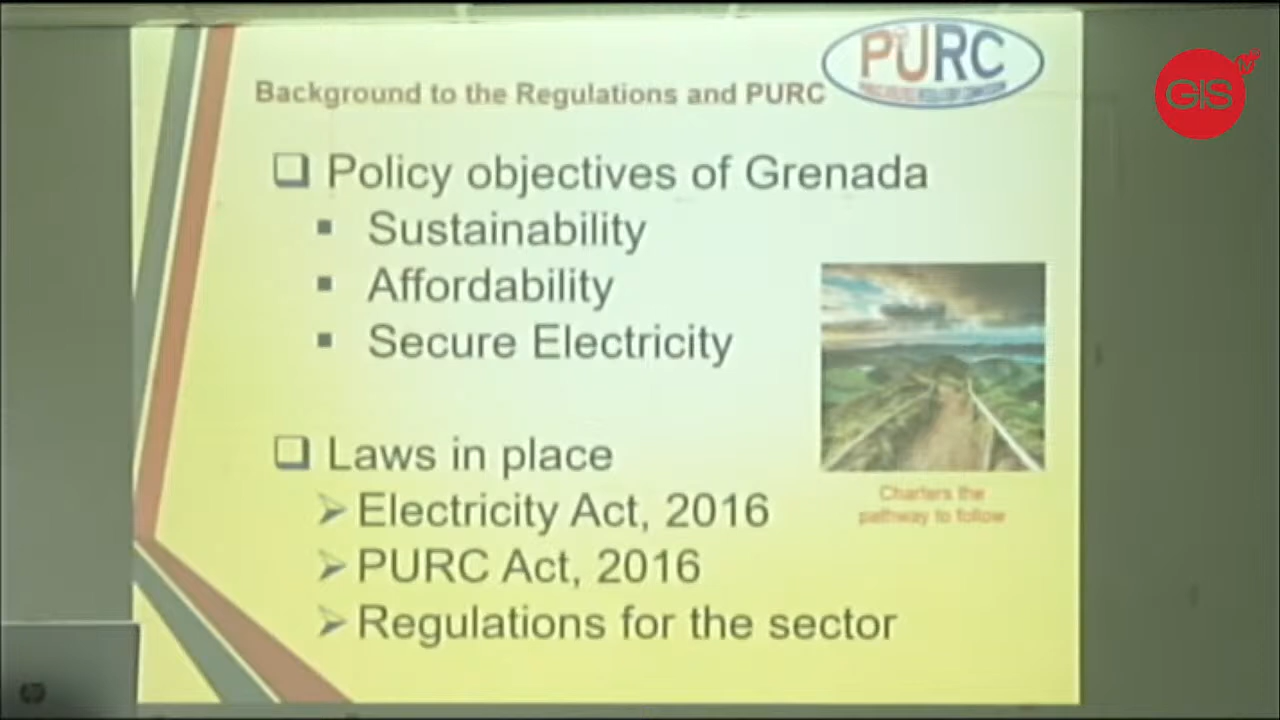 PURC
GIS
Background to the Regulations and PURC
Policy objectives of Grenada
Sustainability
Affordability
Secure Electricity
Laws in place
Electricity Act, 2016
PURC Act, 2016
Regulations for the sector
Charters the
pathway to follow
hp